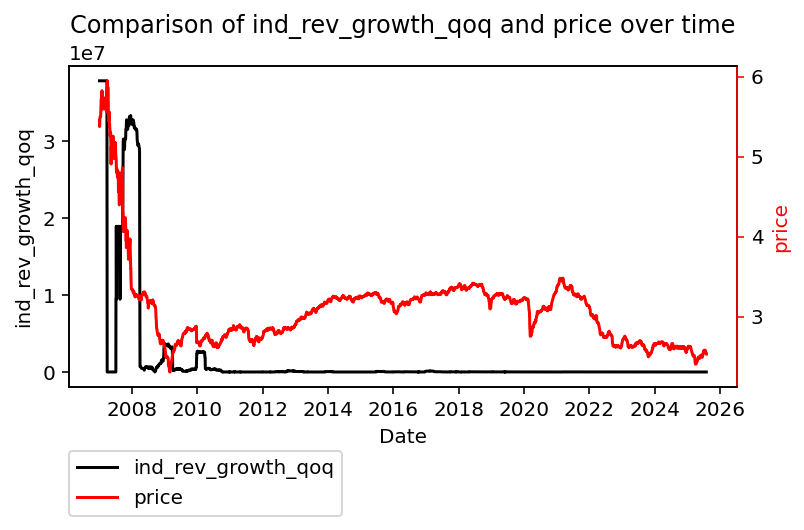 Comparison of ind_rev_growth_qoq and price over time
1e7
ind_rev_growth_qoq
3
2
1
0
6
5
4
3
price
2008 2010 2012 2014 2016 2018 2020 2022 2024 2026
Date
ind_rev_growth_qoq
price